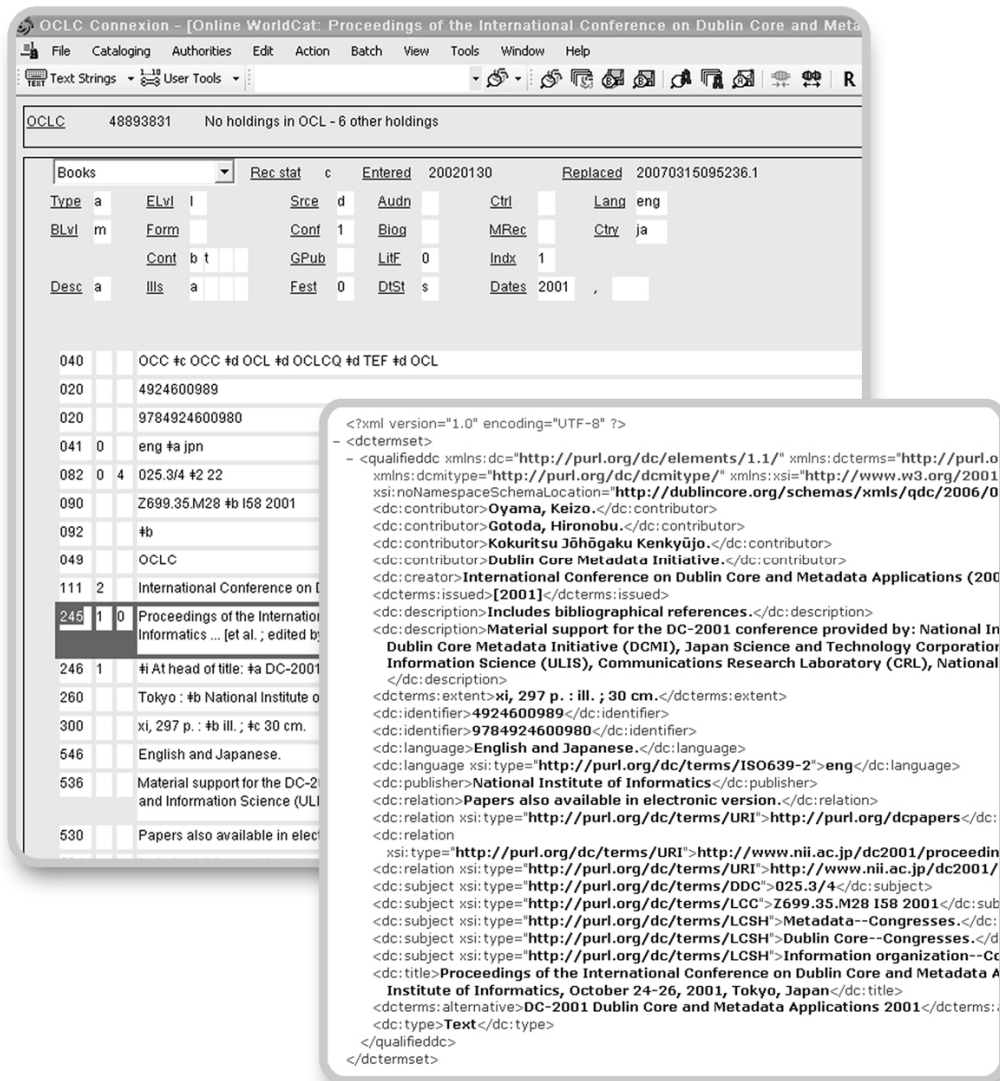 OCLC Connexion - [Online WorldCat: Proceedings of the International Conference on Dublin Core and Meta
File Cataloging Authorities Edit Action Batch View Tools Window Help
TEXT Text Strings User Tools R
OCLC 48893831 No holdings in OCL - 6 other holdings
Books Rec stat c Entered 20020130 Replaced 20070315095236.1
Type a ELvl I Srce d Audn Ctrl Lang eng
BLvl m Form Conf 1 Biog MRec Ctry ja
Cont b t GPub LitF 0 Indx 1
Desc a Ills a Fest 0 DtSt s Dates 2001 ,
040 OCC ǂc OCC ǂd OCL ǂd OCLCQ ǂd TEF ǂd OCL
020 4924600989
020 9784924600980
041 0 eng ǂa jpn
082 0 4 025.3/4 ǂ2 22
090 Z699.35.M28 ǂb I58 2001
092 ǂb
049 OCLC
111 2 International Conference on
245 1 0 Proceedings of the Internation
Informatics ... [et al. ; edited by
246 1 ǂi At head of title: ǂa DC-2001
260 Tokyo : ǂb National Institute o
300 xi, 297 p. : ǂb ill. ; ǂc 30 cm.
546 English and Japanese.
536 Material support for the DC-2
and Information Science (ULI
530 Papers also available in elect
<?xml version="1.0" encoding="UTF-8" ?>
- <dctermset>
- <qualifieddc xmlns:dc="http://purl.org/dc/elements/1.1/" xmlns:dcterms="http://purl.o
xmlns:dcmitype="http://purl.org/dc/dcmitype/" xmlns:xsi="http://www.w3.org/2001
xsi:noNamespaceSchemaLocation="http://dublincore.org/schemas/xmls/qdc/2006/0
<dc:contributor>Oyama, Keizo.</dc:contributor>
<dc:contributor>Gotoda, Hironobu.</dc:contributor>
<dc:contributor>Kokuritsu Jōhōgaku Kenkyūjo.</dc:contributor>
<dc:contributor>Dublin Core Metadata Initiative.</dc:contributor>
<dc:creator>International Conference on Dublin Core and Metadata Applications (200
<dcterms:issued>[2001]</dcterms:issued>
<dc:description>Includes bibliographical references.</dc:description>
<dc:description>Material support for the DC-2001 conference provided by: National In
Dublin Core Metadata Initiative (DCMI), Japan Science and Technology Corporation
Information Science (ULIS), Communications Research Laboratory (CRL), National
</dc:description>
<dcterms:extent>xi, 297 p. : ill. ; 30 cm.</dcterms:extent>
<dc:identifier>4924600989</dc:identifier>
<dc:identifier>9784924600980</dc:identifier>
<dc:language>English and Japanese.</dc:language>
<dc:language xsi:type="http://purl.org/dc/terms/ISO639-2">eng</dc:language>
<dc:publisher>National Institute of Informatics</dc:publisher>
<dc:relation>Papers also available in electronic version.</dc:relation>
<dc:relation xsi:type="http://purl.org/dc/terms/URI">http://purl.org/dcpapers</dc:
<dc:relation
xsi:type="http://purl.org/dc/terms/URI">http://www.nii.ac.jp/dc2001/proceedin
<dc:relation xsi:type="http://purl.org/dc/terms/URI">http://www.nii.ac.jp/dc2001/
<dc:subject xsi:type="http://purl.org/dc/terms/DDC">025.3/4</dc:subject>
<dc:subject xsi:type="http://purl.org/dc/terms/LCC">Z699.35.M28 I58 2001</dc:sub
<dc:subject xsi:type="http://purl.org/dc/terms/LCSH">Metadata--Congresses.</dc:
<dc:subject xsi:type="http://purl.org/dc/terms/LCSH">Dublin Core--Congresses.</d
<dc:subject xsi:type="http://purl.org/dc/terms/LCSH">Information organization--Co
<dc:title>Proceedings of the International Conference on Dublin Core and Metadata A
Institute of Informatics, October 24-26, 2001, Tokyo, Japan</dc:title>
<dcterms:alternative>DC-2001 Dublin Core and Metadata Applications 2001</dcterms:
<dc:type>Text</dc:type>
</qualifieddc>
</dctermset>